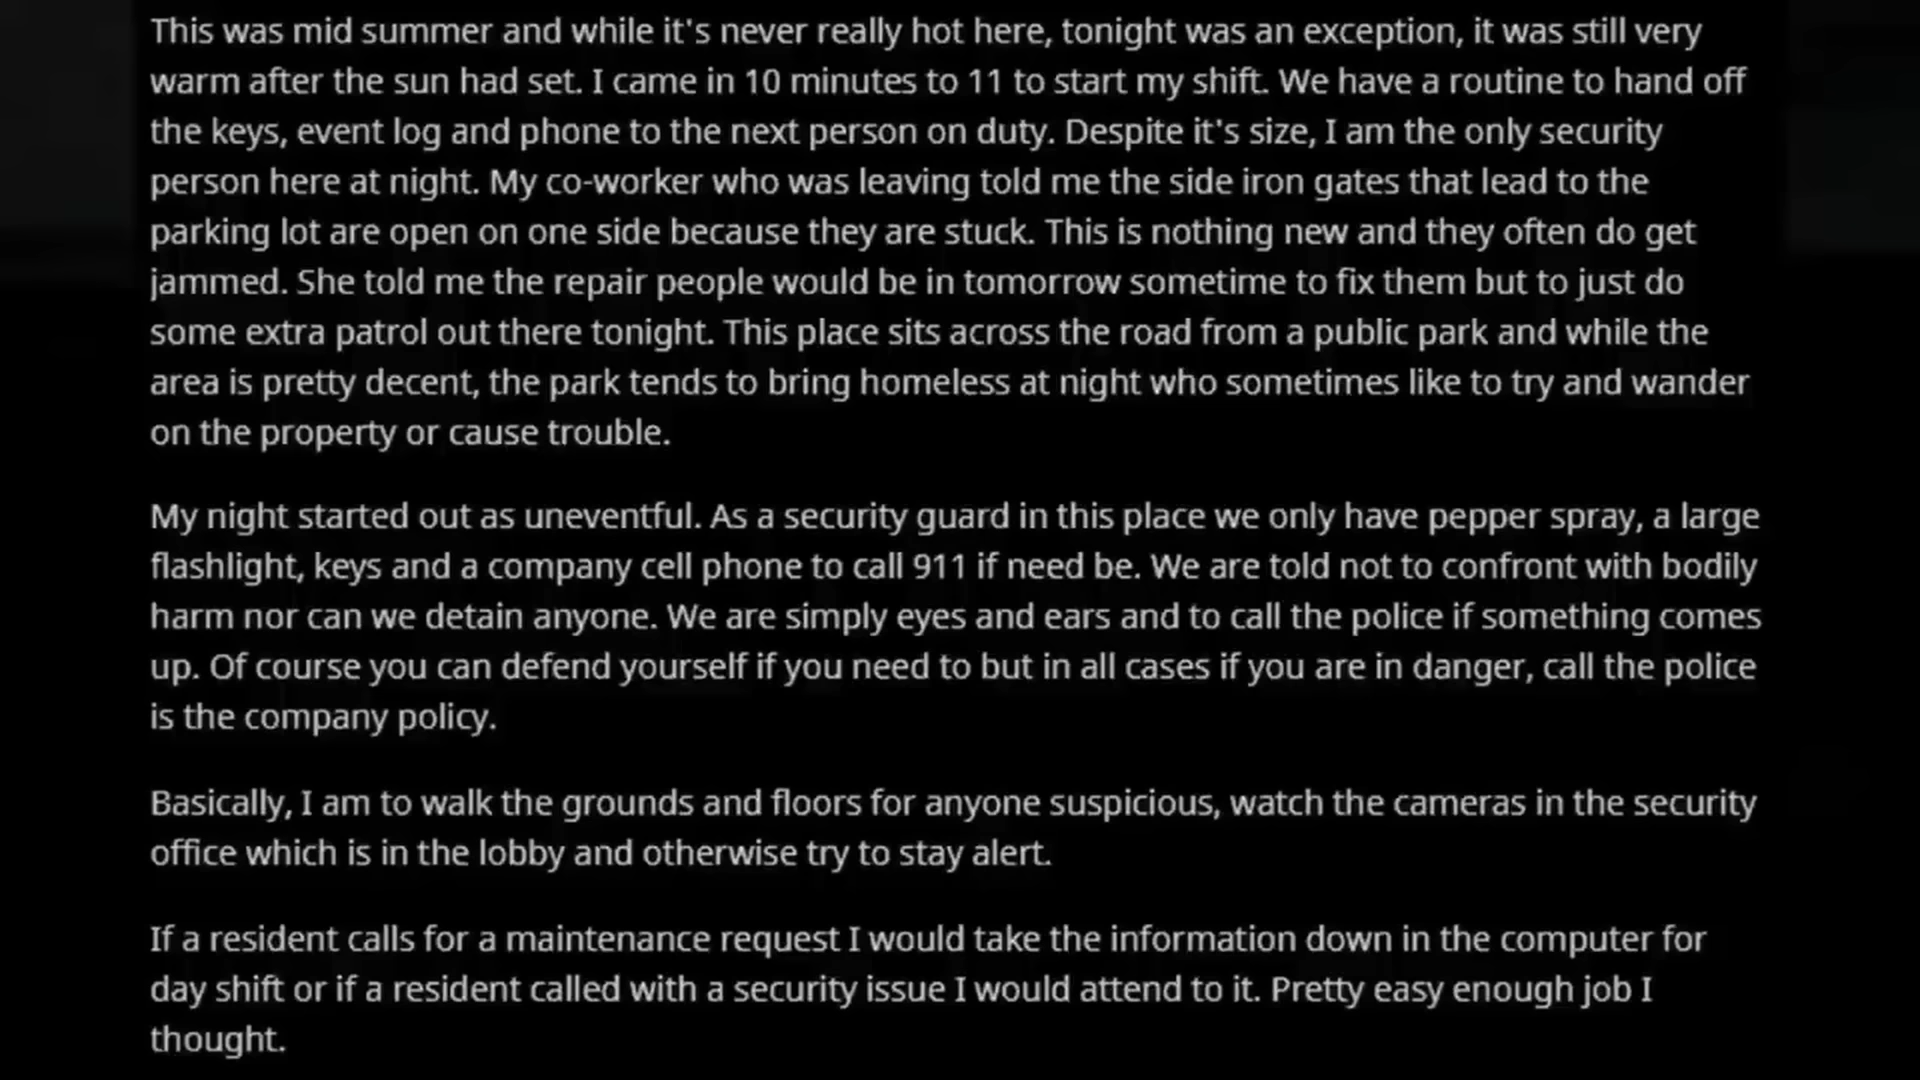 This was mid summer and while it's never really hot here, tonight was an exception, it was still very
warm after the sun had set. I came in 10 minutes to 11 to start my shift. We have a routine to hand off
the keys, event log and phone to the next person on duty. Despite it's size, I am the only security
person here at night. My co-worker who was leaving told me the side iron gates that lead to the
parking lot are open on one side because they are stuck. This is nothing new and they often do get
jammed. She told me the repair people would be in tomorrow sometime to fix them but to just do
some extra patrol out there tonight. This place sits across the road from a public park and while the
area is pretty decent, the park tends to bring homeless at night who sometimes like to try and wander
on the property or cause trouble.
My night started out as uneventful. As a security guard in this place we only have pepper spray, a large
flashlight, keys and a company cell phone to call 911 if need be. We are told not to confront with bodily
harm nor can we detain anyone. We are simply eyes and ears and to call the police if something comes
up. Of course you can defend yourself if you need to but in all cases if you are in danger, call the police
is the company policy.
Basically, I am to walk the grounds and floors for anyone suspicious, watch the cameras in the security
office which is in the lobby and otherwise try to stay alert.
If a resident calls for a maintenance request I would take the information down in the computer for
day shift or if a resident called with a security issue I would attend to it. Pretty easy enough job I
thought.